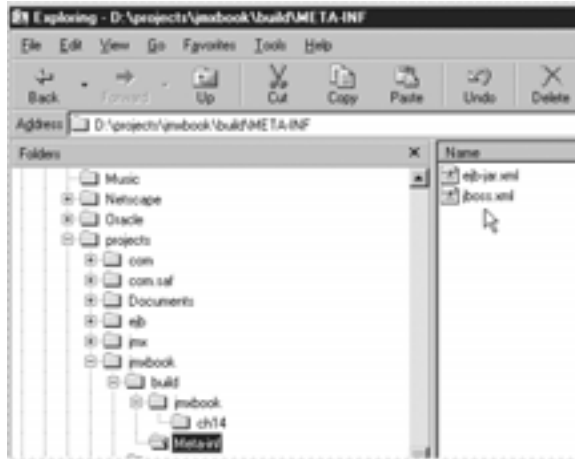 Exploring - D:\projects\jmxbook\build\META-INF
File Edit View Go Favorites Tools Help
Back Forward Up Cut Copy Paste Undo Delete
Address D:\projects\jmxbook\build\META-INF
Folders
Name
Music
Netscape
Oracle
projects
com
com.saf
Documents
ejb
jmx
jmxbook
build
jmxbook
ch14
Meta-inf
ejb-jar.xml
jboss.xml